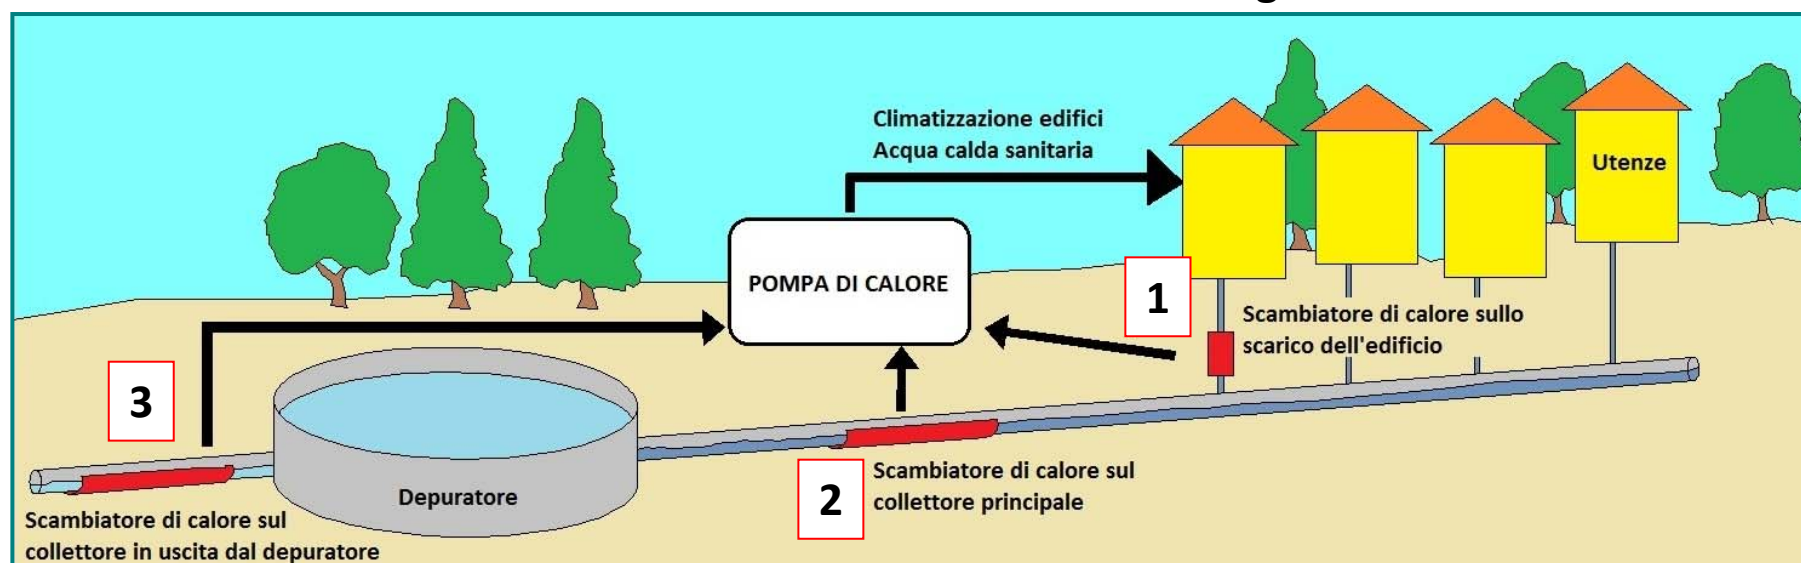 Climatizzazione edifici
Acqua calda sanitaria
Utenze
POMPA DI CALORE
1
Scambiatore di calore sullo
scarico dell'edificio
3
Depuratore
2
Scambiatore di calore sul
collettore principale
Scambiatore di calore sul
collettore in uscita dal depuratore